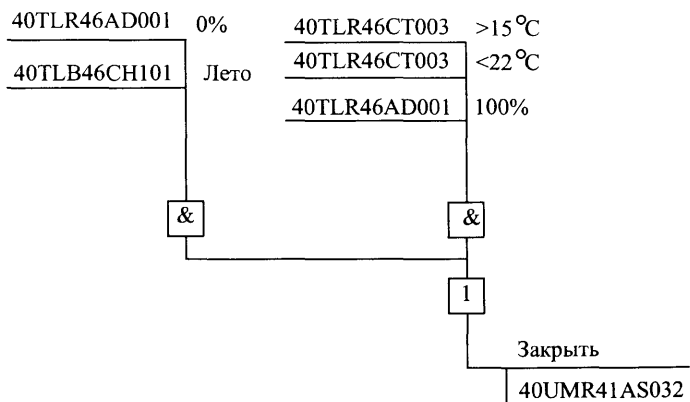 40TLR46AD001 0%
40TLB46CH101 Лето
40TLR46CT003 >15°C
40TLR46CT003 <22°C
40TLR46AD001 100%
&
&
1
Закрыть
40UMR41AS032